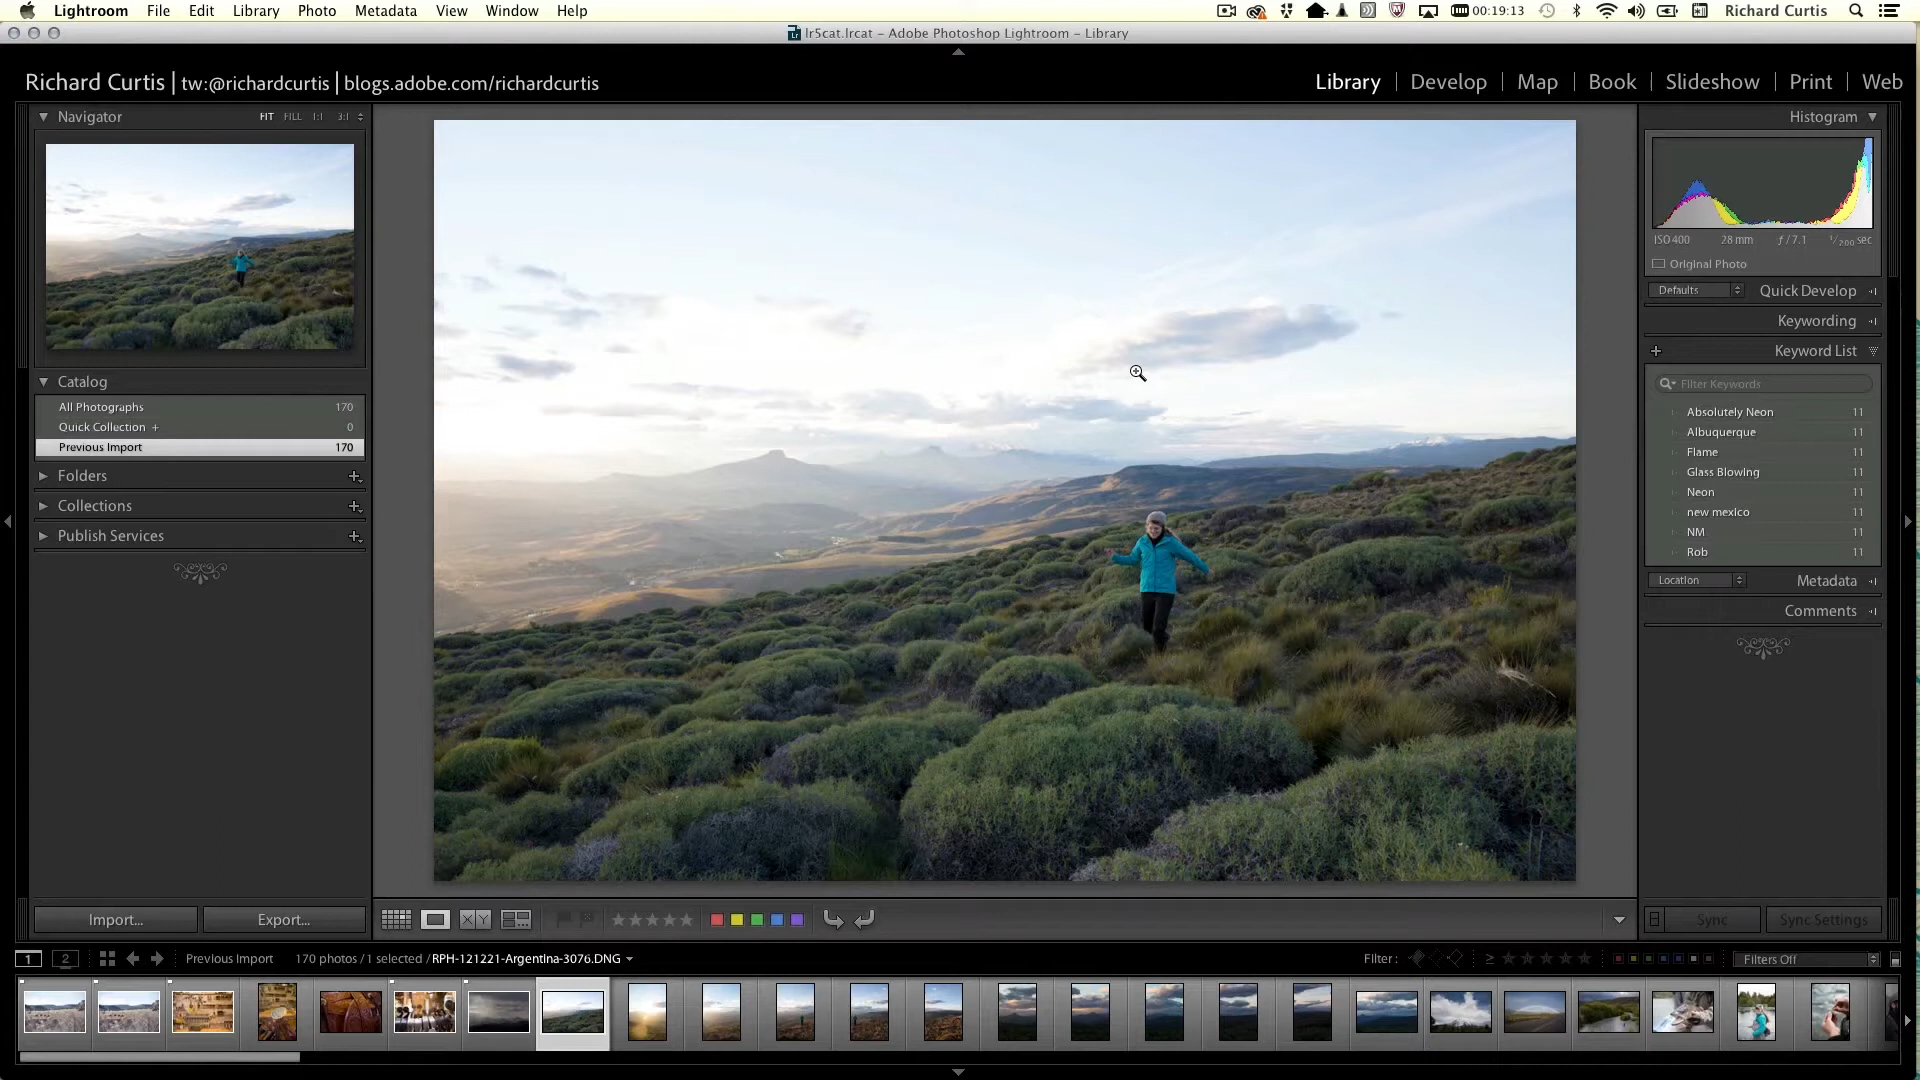 Lightroom File Edit Library Photo Metadata View Window Help 00:19:13 Richard Curtis
lr5cat.lrcat - Adobe Photoshop Lightroom - Library
Richard Curtis | tw:@richardcurtis | blogs.adobe.com/richardcurtis
Library | Develop | Map | Book | Slideshow | Print | Web
Navigator FIT FILL 1:1 3:1
Histogram
ISO 400 28 mm ƒ / 7.1 1/200 sec
Original Photo
Defaults Quick Develop
Keywording
+ Keyword List
Filter Keywords
Absolutely Neon 11
Albuquerque 11
Flame 11
Glass Blowing 11
Neon 11
new mexico 11
NM 11
Rob 11
Location Metadata
Comments
Catalog
All Photographs 170
Quick Collection + 0
Previous Import 170
Folders +
Collections +
Publish Services +
Import... Export...
X Y
Sync Sync Settings
1 2 Previous Import 170 photos / 1 selected / RPH-121221-Argentina-3076.DNG
Filter : ≥ Filters Off